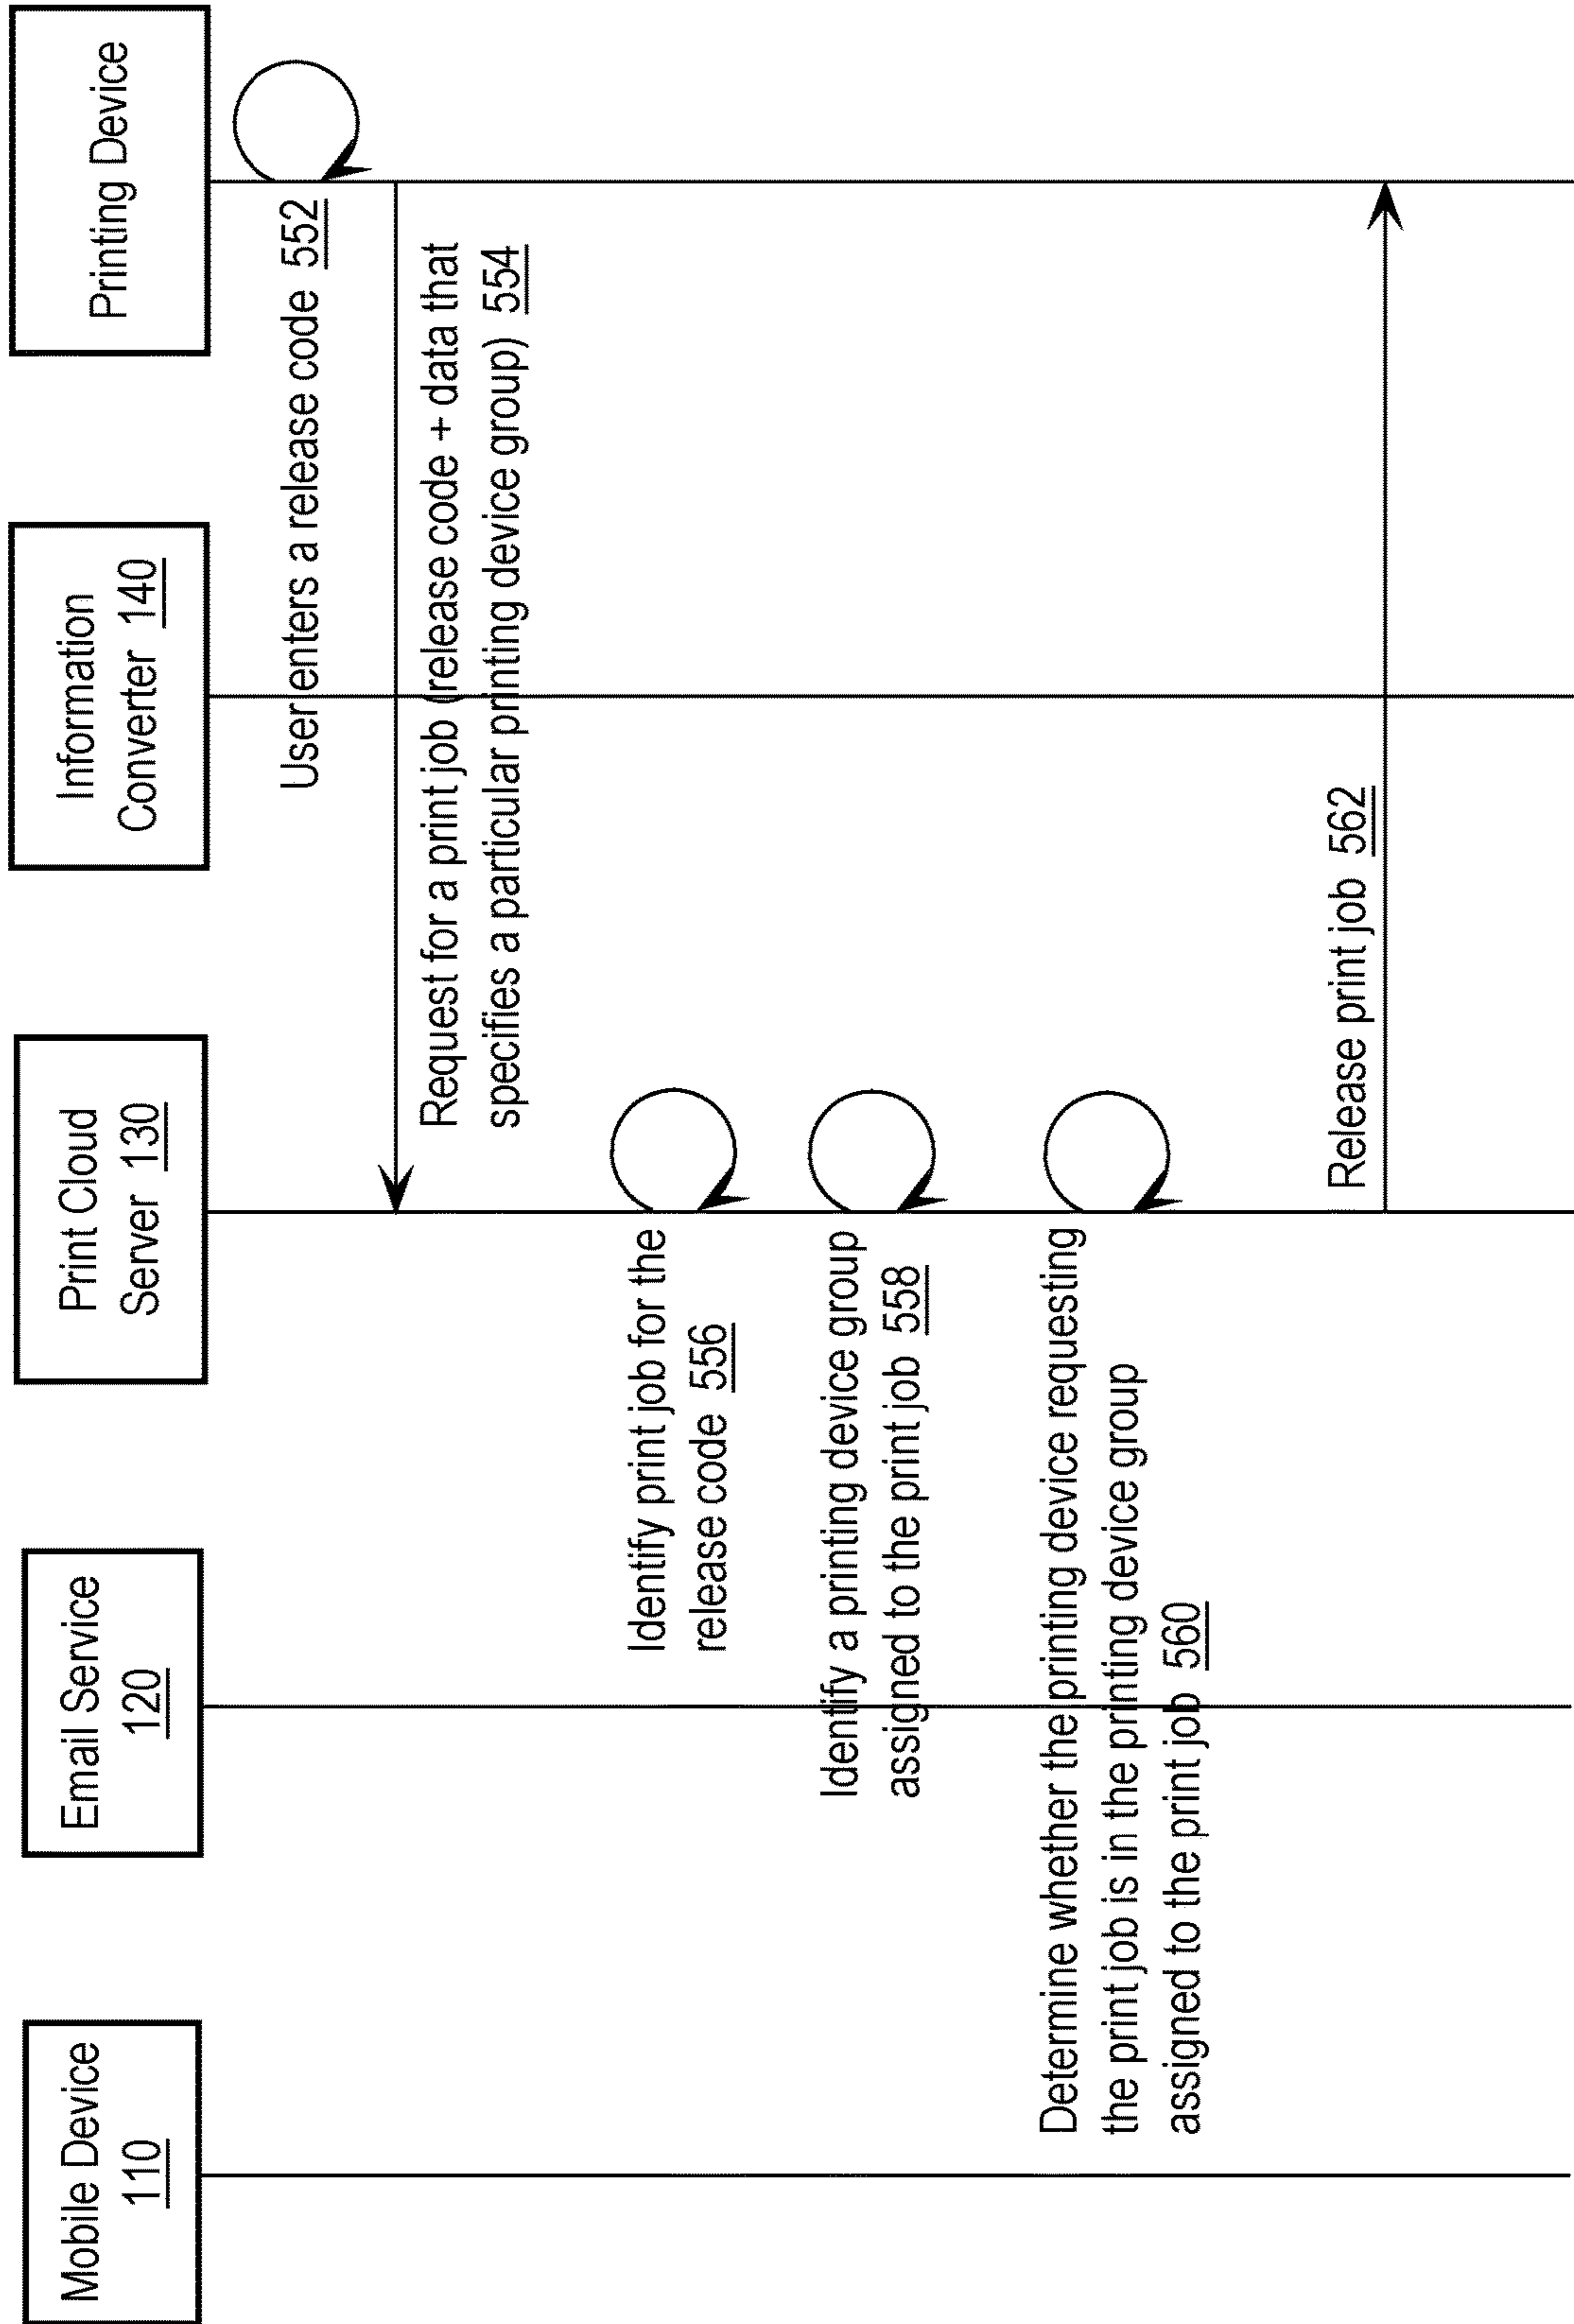 Mobile Device
110
Email Service
120
Print Cloud
Server 130
Information
Converter 140
Printing Device
User enters a release code 552
Request for a print job (release code + data that
specifies a particular printing device group) 554
Identify print job for the
release code 556
Identify a printing device group
assigned to the print job 558
Determine whether the printing device requesting
the print job is in the printing device group
assigned to the print job 560
Release print job 562